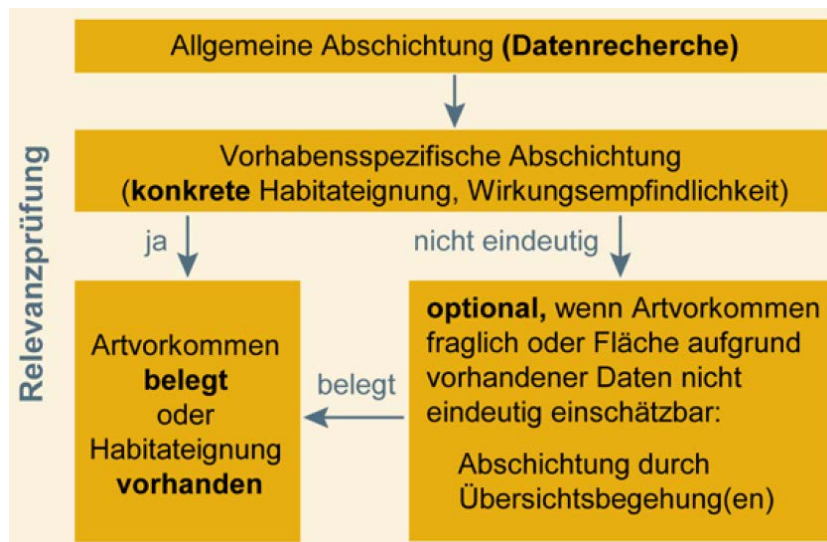 Relevanzprüfung
Allgemeine Abschichtung (Datenrecherche)
Vorhabensspezifische Abschichtung
(konkrete Habitateignung, Wirkungsempfindlichkeit)
ja
nicht eindeutig
Artvorkommen
belegt
oder
Habitateignung
vorhanden
belegt
optional, wenn Artvorkommen
fraglich oder Fläche aufgrund
vorhandener Daten nicht
eindeutig einschätzbar:
Abschichtung durch
Übersichtsbegehung(en)